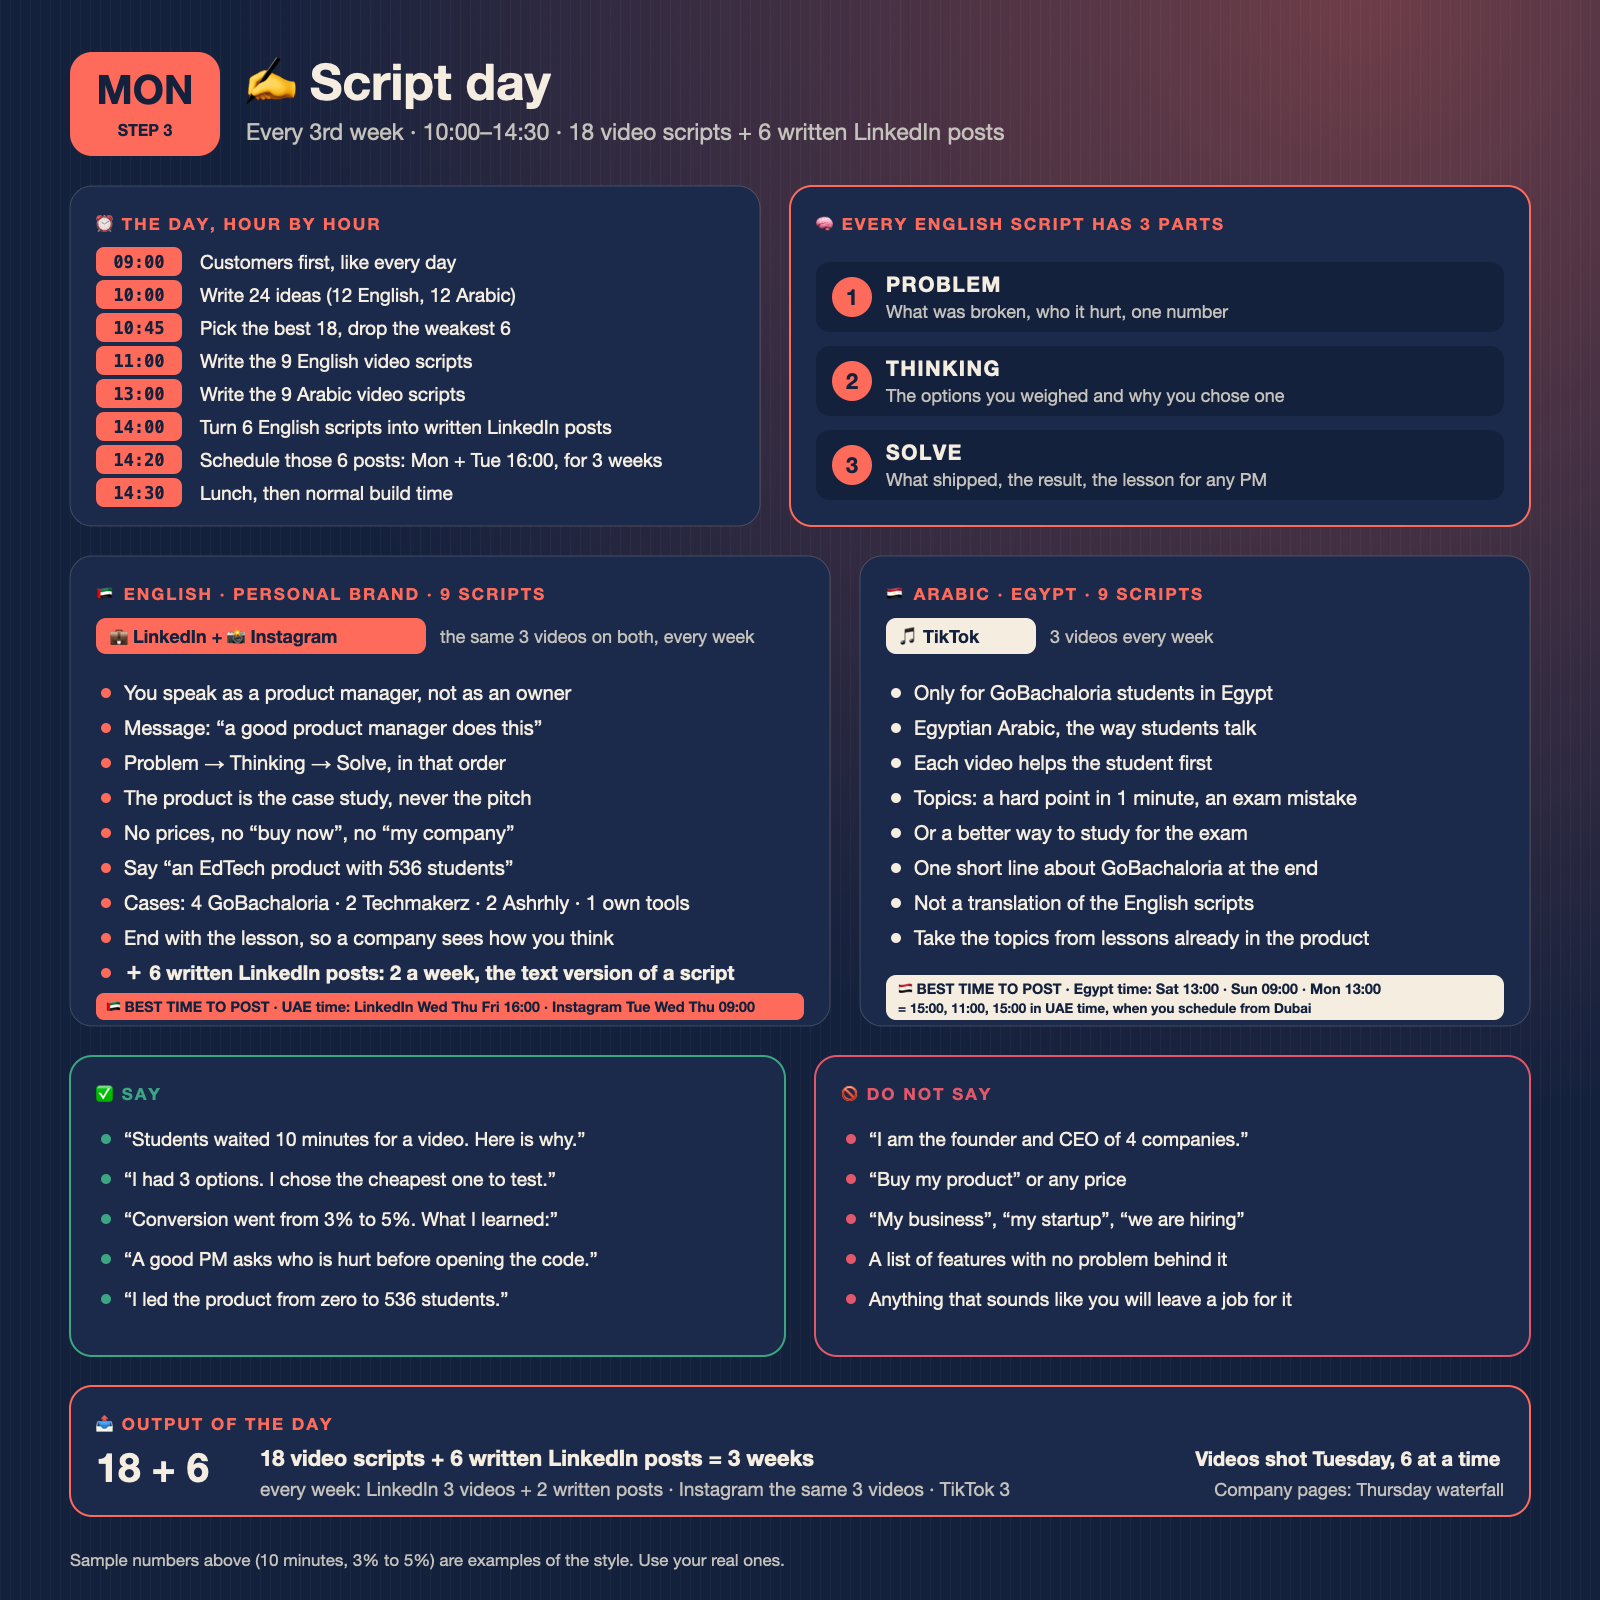 MON
STEP 3
✍️ Script day
Every 3rd week · 10:00–14:30 · 18 video scripts + 6 written LinkedIn posts
⏰ THE DAY, HOUR BY HOUR
09:00 Customers first, like every day
10:00 Write 24 ideas (12 English, 12 Arabic)
10:45 Pick the best 18, drop the weakest 6
11:00 Write the 9 English video scripts
13:00 Write the 9 Arabic video scripts
14:00 Turn 6 English scripts into written LinkedIn posts
14:20 Schedule those 6 posts: Mon + Tue 16:00, for 3 weeks
14:30 Lunch, then normal build time
🧠 EVERY ENGLISH SCRIPT HAS 3 PARTS
1 PROBLEM
What was broken, who it hurt, one number
2 THINKING
The options you weighed and why you chose one
3 SOLVE
What shipped, the result, the lesson for any PM
🇦🇪 ENGLISH · PERSONAL BRAND · 9 SCRIPTS
💼 LinkedIn + 📸 Instagram the same 3 videos on both, every week
You speak as a product manager, not as an owner
Message: “a good product manager does this”
Problem → Thinking → Solve, in that order
The product is the case study, never the pitch
No prices, no “buy now”, no “my company”
Say “an EdTech product with 536 students”
Cases: 4 GoBachaloria · 2 Techmakerz · 2 Ashrhly · 1 own tools
End with the lesson, so a company sees how you think
+ 6 written LinkedIn posts: 2 a week, the text version of a script
🇦🇪 BEST TIME TO POST · UAE time: LinkedIn Wed Thu Fri 16:00 · Instagram Tue Wed Thu 09:00
🇪🇬 ARABIC · EGYPT · 9 SCRIPTS
🎵 TikTok 3 videos every week
Only for GoBachaloria students in Egypt
Egyptian Arabic, the way students talk
Each video helps the student first
Topics: a hard point in 1 minute, an exam mistake
Or a better way to study for the exam
One short line about GoBachaloria at the end
Not a translation of the English scripts
Take the topics from lessons already in the product
🇪🇬 BEST TIME TO POST · Egypt time: Sat 13:00 · Sun 09:00 · Mon 13:00
= 15:00, 11:00, 15:00 in UAE time, when you schedule from Dubai
✅ SAY
“Students waited 10 minutes for a video. Here is why.”
“I had 3 options. I chose the cheapest one to test.”
“Conversion went from 3% to 5%. What I learned:”
“A good PM asks who is hurt before opening the code.”
“I led the product from zero to 536 students.”
🚫 DO NOT SAY
“I am the founder and CEO of 4 companies.”
“Buy my product” or any price
“My business”, “my startup”, “we are hiring”
A list of features with no problem behind it
Anything that sounds like you will leave a job for it
📤 OUTPUT OF THE DAY
18 + 6
18 video scripts + 6 written LinkedIn posts = 3 weeks
every week: LinkedIn 3 videos + 2 written posts · Instagram the same 3 videos · TikTok 3
Videos shot Tuesday, 6 at a time
Company pages: Thursday waterfall
Sample numbers above (10 minutes, 3% to 5%) are examples of the style. Use your real ones.